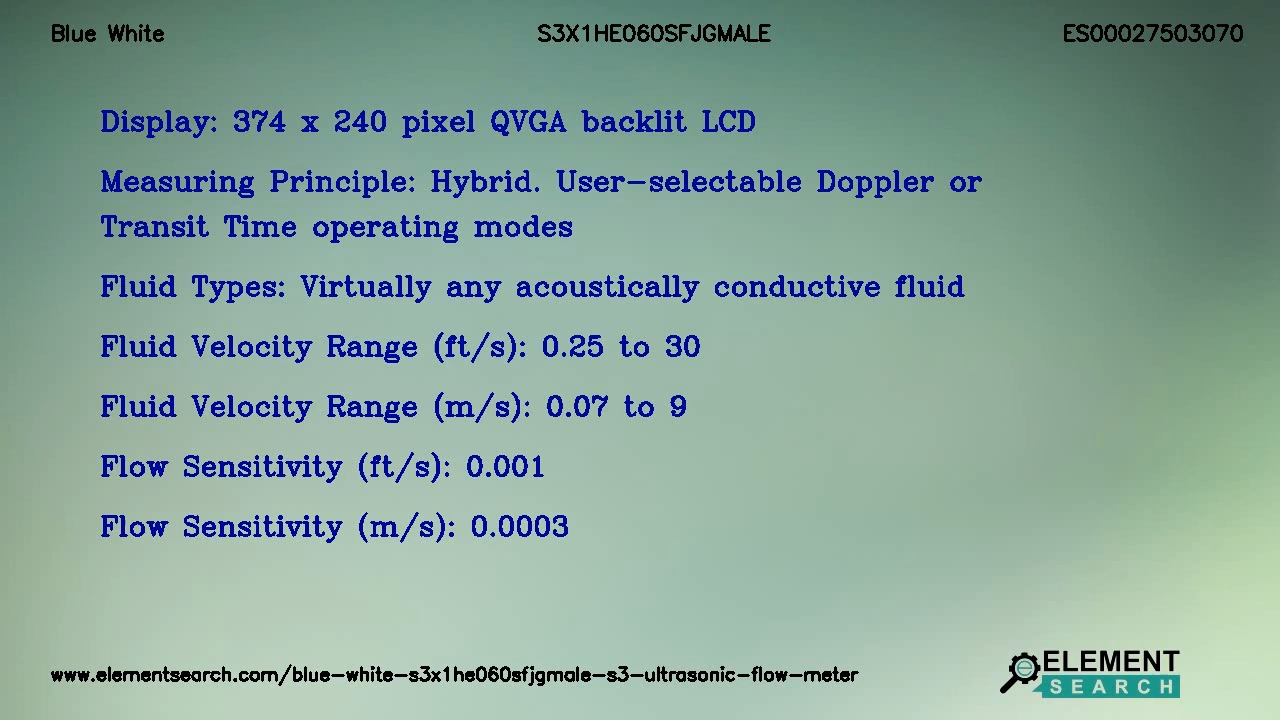 Blue White
S3X1HE060SFJGMALE
ES00027503070
Display: 374 x 240 pixel QVGA backlit LCD
Measuring Principle: Hybrid. User-selectable Doppler or
Transit Time operating modes
Fluid Types: Virtually any acoustically conductive fluid
Fluid Velocity Range (ft/s): 0.25 to 30
Fluid Velocity Range (m/s): 0.07 to 9
Flow Sensitivity (ft/s): 0.001
Flow Sensitivity (m/s): 0.0003
www.elementsearch.com/blue-white-s3x1he060sfjgmale-s3-ultrasonic-flow-meter
ELEMENT
SEARCH